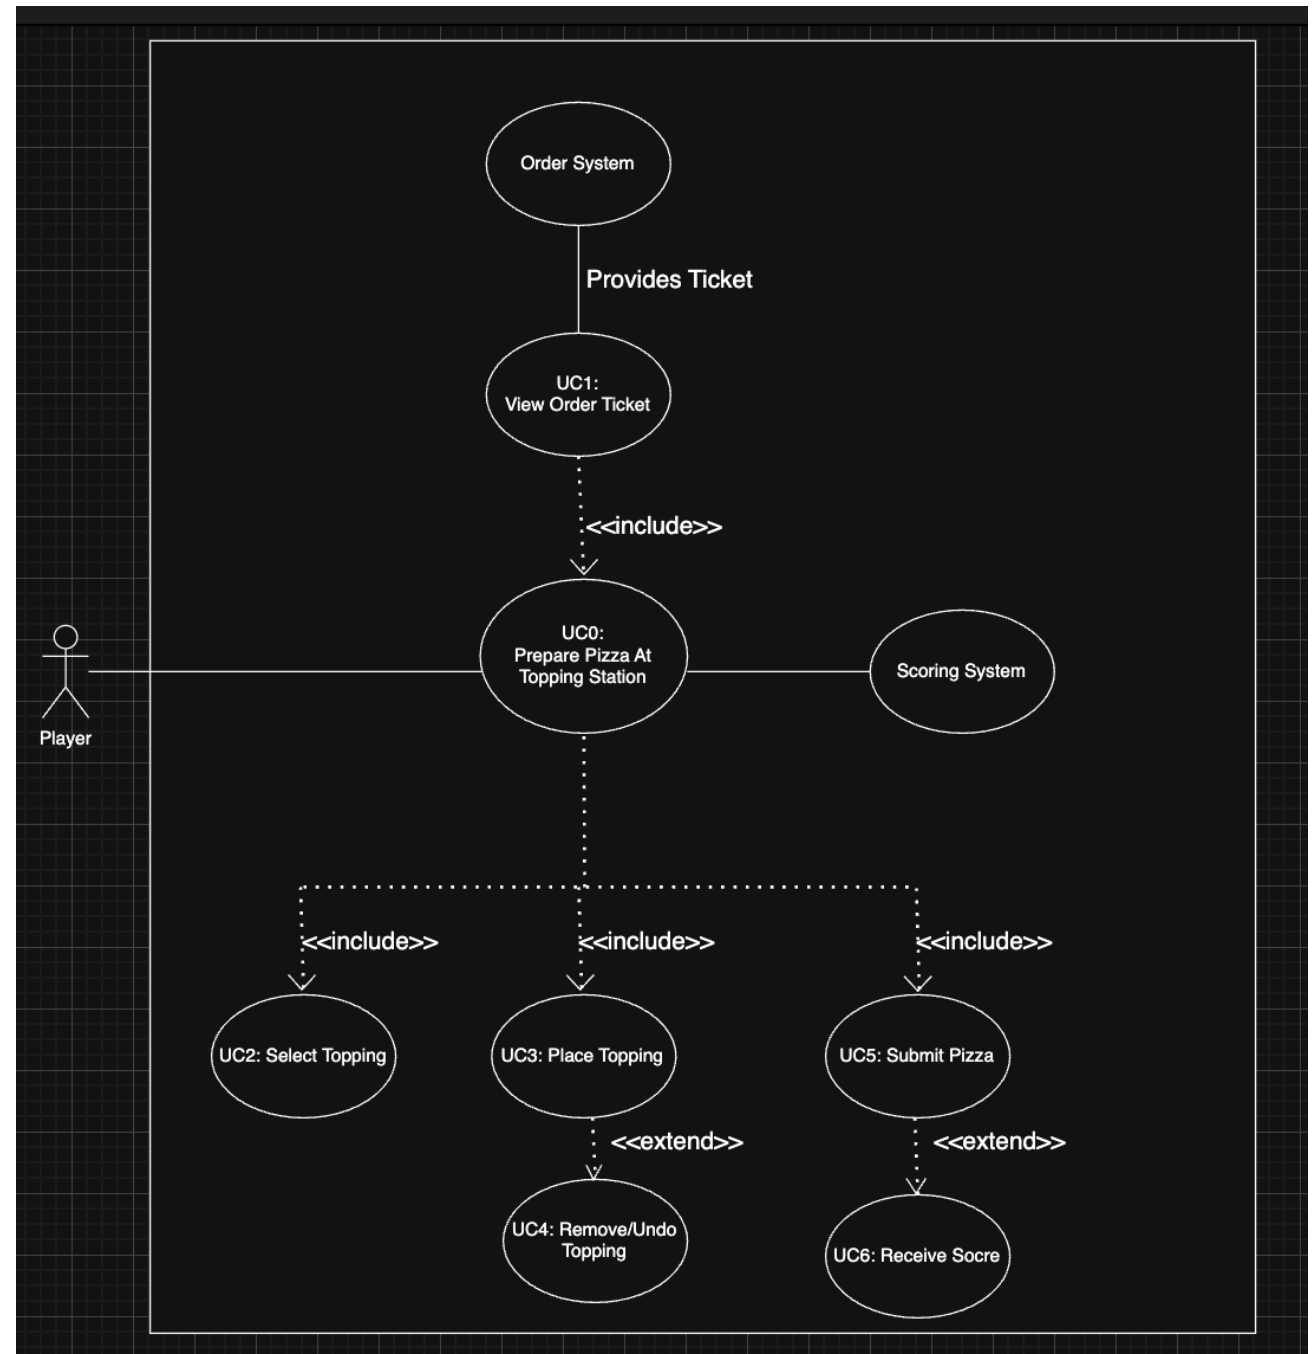 Order System
Provides Ticket
UC1:
View Order Ticket
<<include>>
UC0:
Prepare Pizza At
Topping Station
Scoring System
Player
<<include>>
<<include>>
<<include>>
UC2: Select Topping
UC3: Place Topping
UC5: Submit Pizza
<<extend>>
<<extend>>
UC4: Remove/Undo
Topping
UC6: Receive Socre